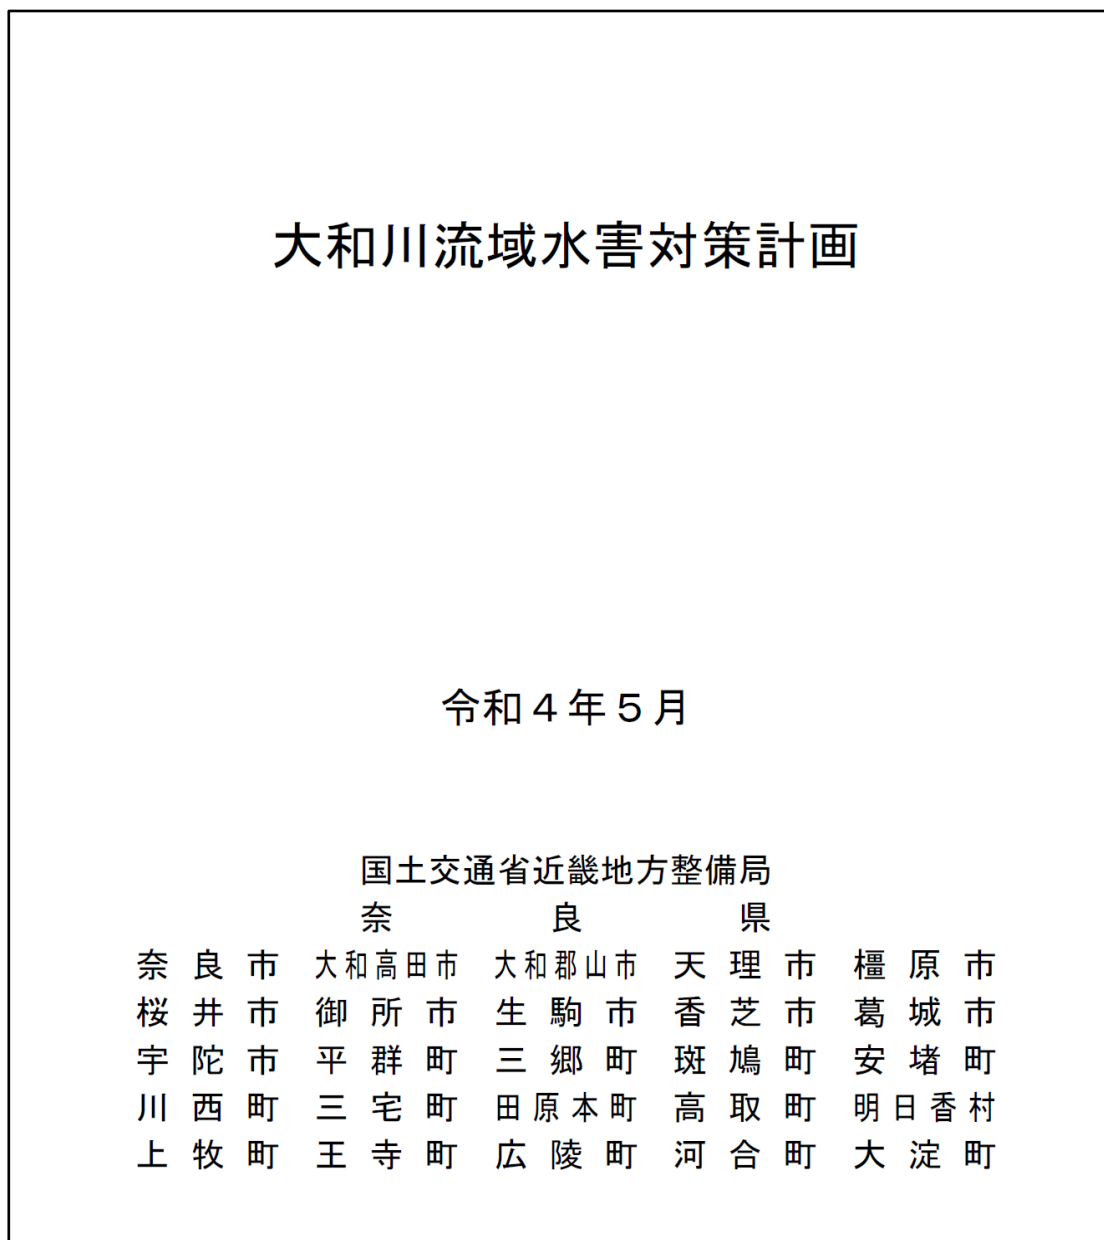 大和川流域水害対策計画
令和４年５月
国土交通省近畿地方整備局
奈良県
奈良市 大和高田市 大和郡山市 天理市 橿原市
桜井市 御所市 生駒市 香芝市 葛城市
宇陀市 平群町 三郷町 斑鳩町 安堵町
川西町 三宅町 田原本町 高取町 明日香村
上牧町 王寺町 広陵町 河合町 大淀町